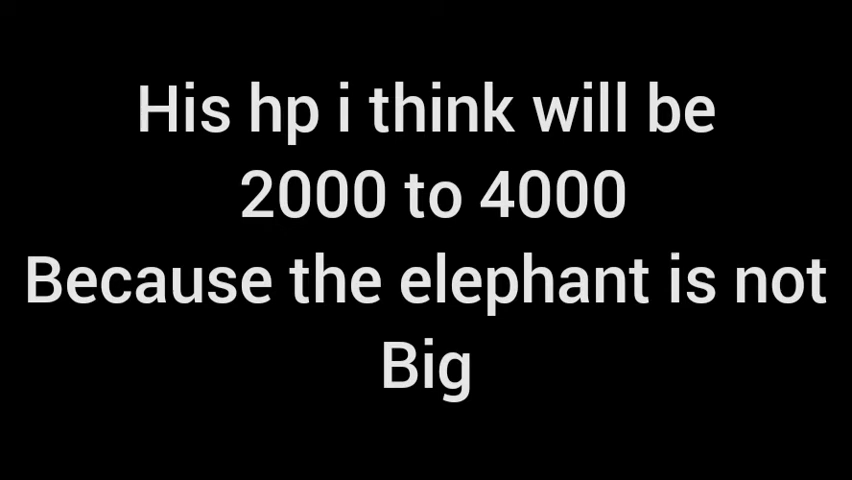 His hp i think will be
2000 to 4000
Because the elephant is not
Big